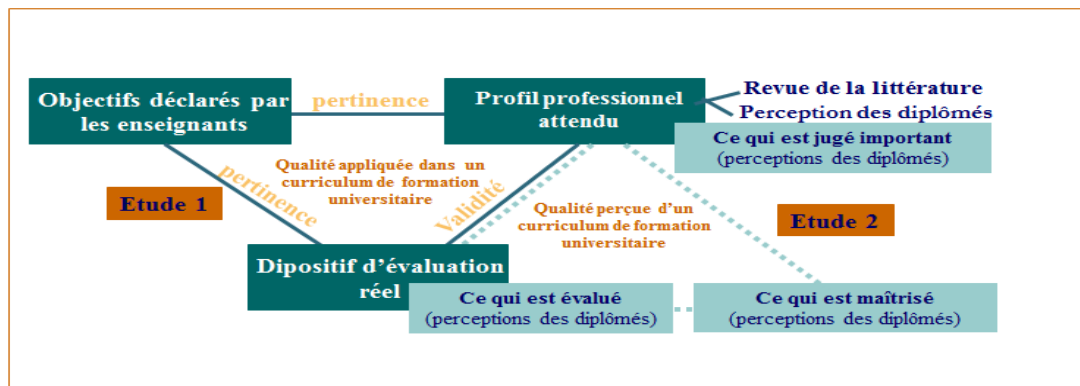 Objectifs déclarés par
les enseignants
pertinence
Profil professionnel
attendu
Revue de la littérature
Perception des diplômés
Ce qui est jugé important
(perceptions des diplômés)
Qualité appliquée dans un
curriculum de formation
universitaire
Etude 1
pertinence
Validité
Qualité perçue d'un
curriculum de formation
universitaire
Etude 2
Dipositif d'évaluation
réel
Ce qui est évalué
(perceptions des diplômés)
Ce qui est maîtrisé
(perceptions des diplômés)